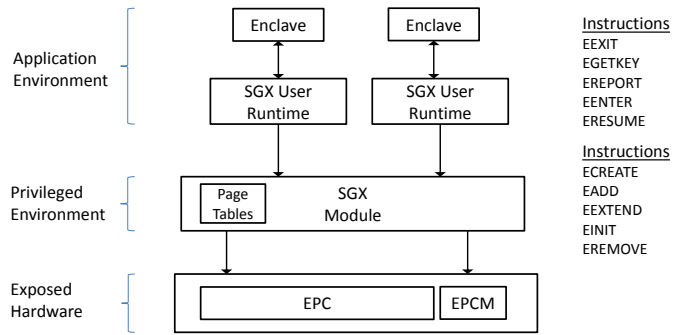 Application
Environment
Enclave
Enclave
SGX User
Runtime
SGX User
Runtime
Instructions
EEXIT
EGETKEY
EREPORT
EENTER
ERESUME
Privileged
Environment
Page
Tables
SGX
Module
Instructions
ECREATE
EADD
EEXTEND
EINIT
EREMOVE
Exposed
Hardware
EPC
EPCM